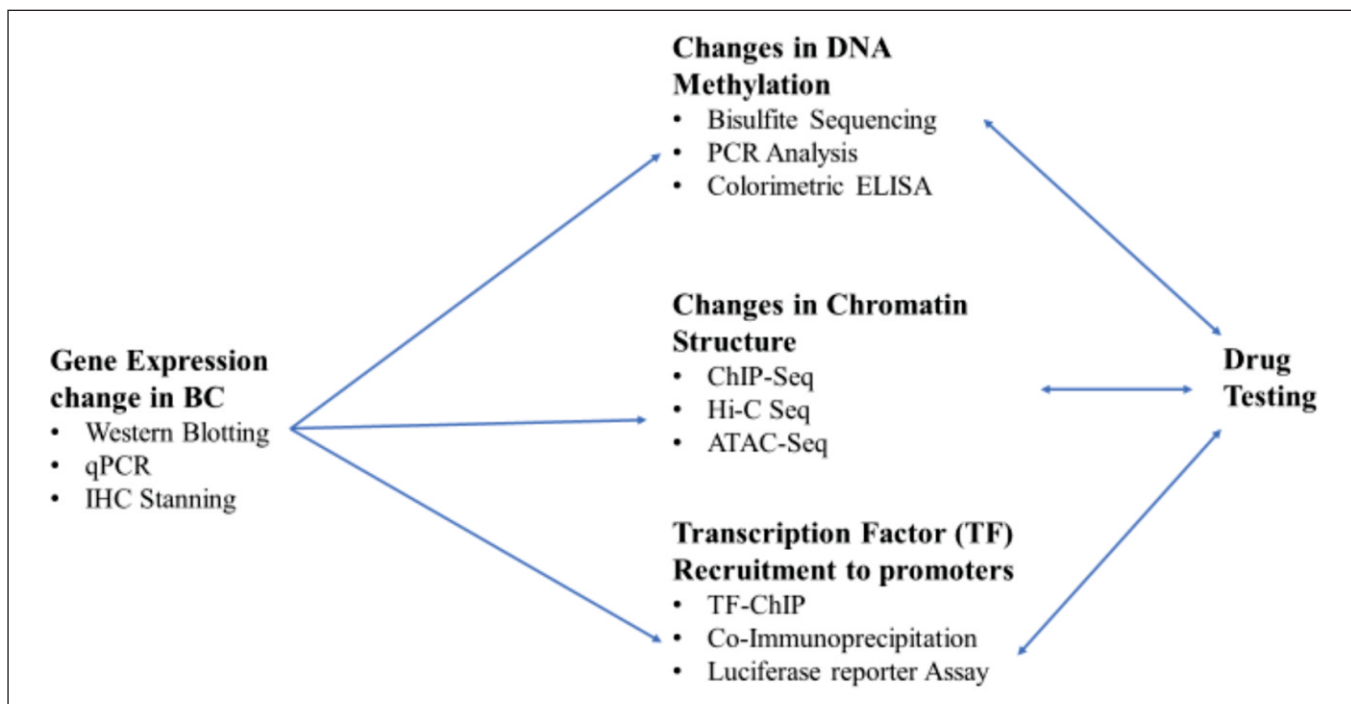 Gene Expression
change in BC
• Western Blotting
• qPCR
• IHC Stanning
Changes in DNA
Methylation
• Bisulfite Sequencing
• PCR Analysis
• Colorimetric ELISA
Changes in Chromatin
Structure
• ChIP-Seq
• Hi-C Seq
• ATAC-Seq
Transcription Factor (TF)
Recruitment to promoters
• TF-ChIP
• Co-Immunoprecipitation
• Luciferase reporter Assay
Drug
Testing